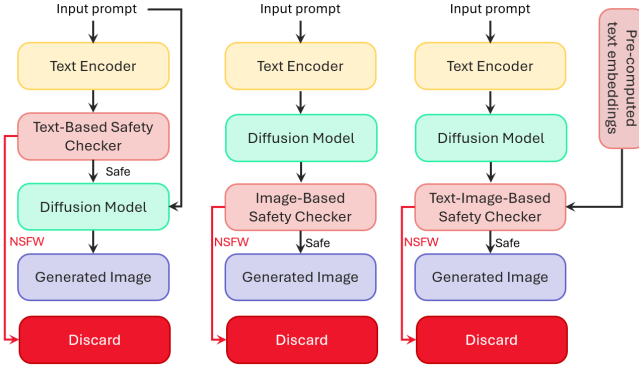 Input prompt
Text Encoder
Text-Based Safety
Checker
Safe
Diffusion Model
NSFW
Generated Image
Discard
Input prompt
Text Encoder
Diffusion Model
Image-Based
Safety Checker
NSFW
Safe
Generated Image
Discard
Input prompt
Text Encoder
Diffusion Model
Text-Image-Based
Safety Checker
NSFW
Safe
Generated Image
Discard
Pre-computed
text embeddings